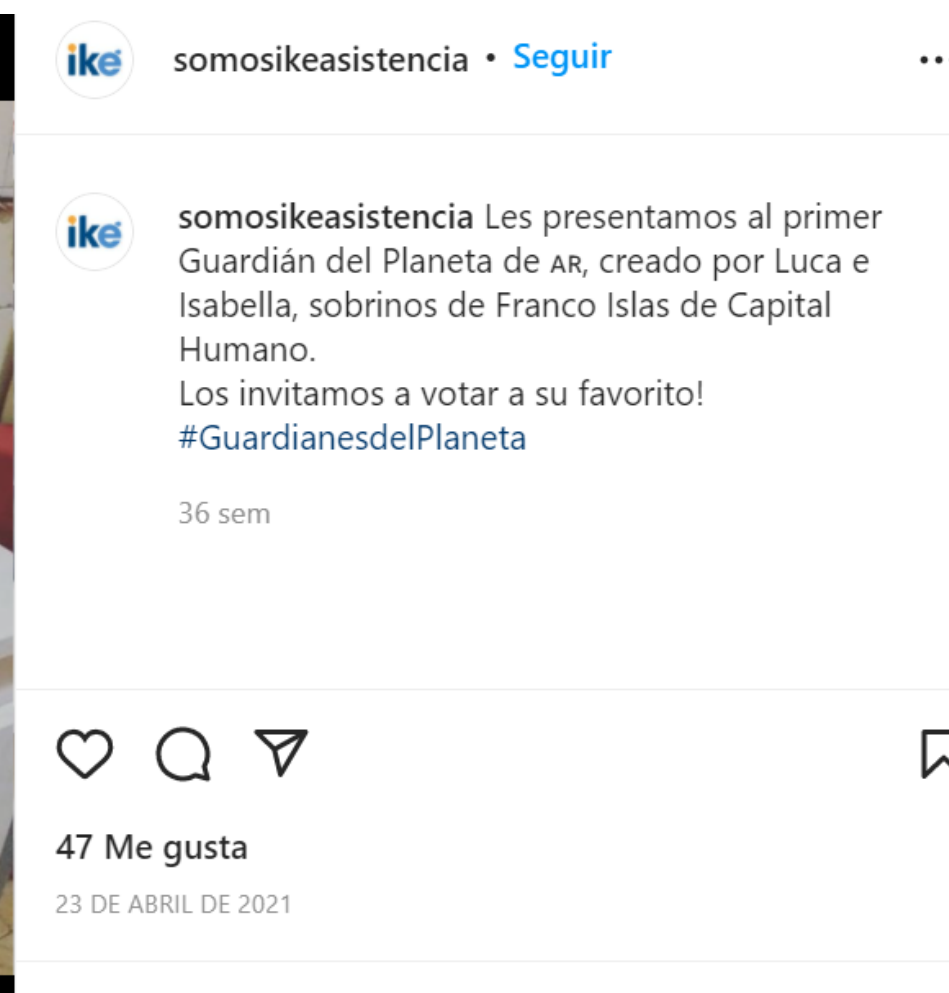 ike
somosikeasistencia • Seguir
ike
somosikeasistencia Les presentamos al primer
Guardián del Planeta de ᴀʀ, creado por Luca e
Isabella, sobrinos de Franco Islas de Capital
Humano.
Los invitamos a votar a su favorito!
#GuardianesdelPlaneta
36 sem
47 Me gusta
23 DE ABRIL DE 2021